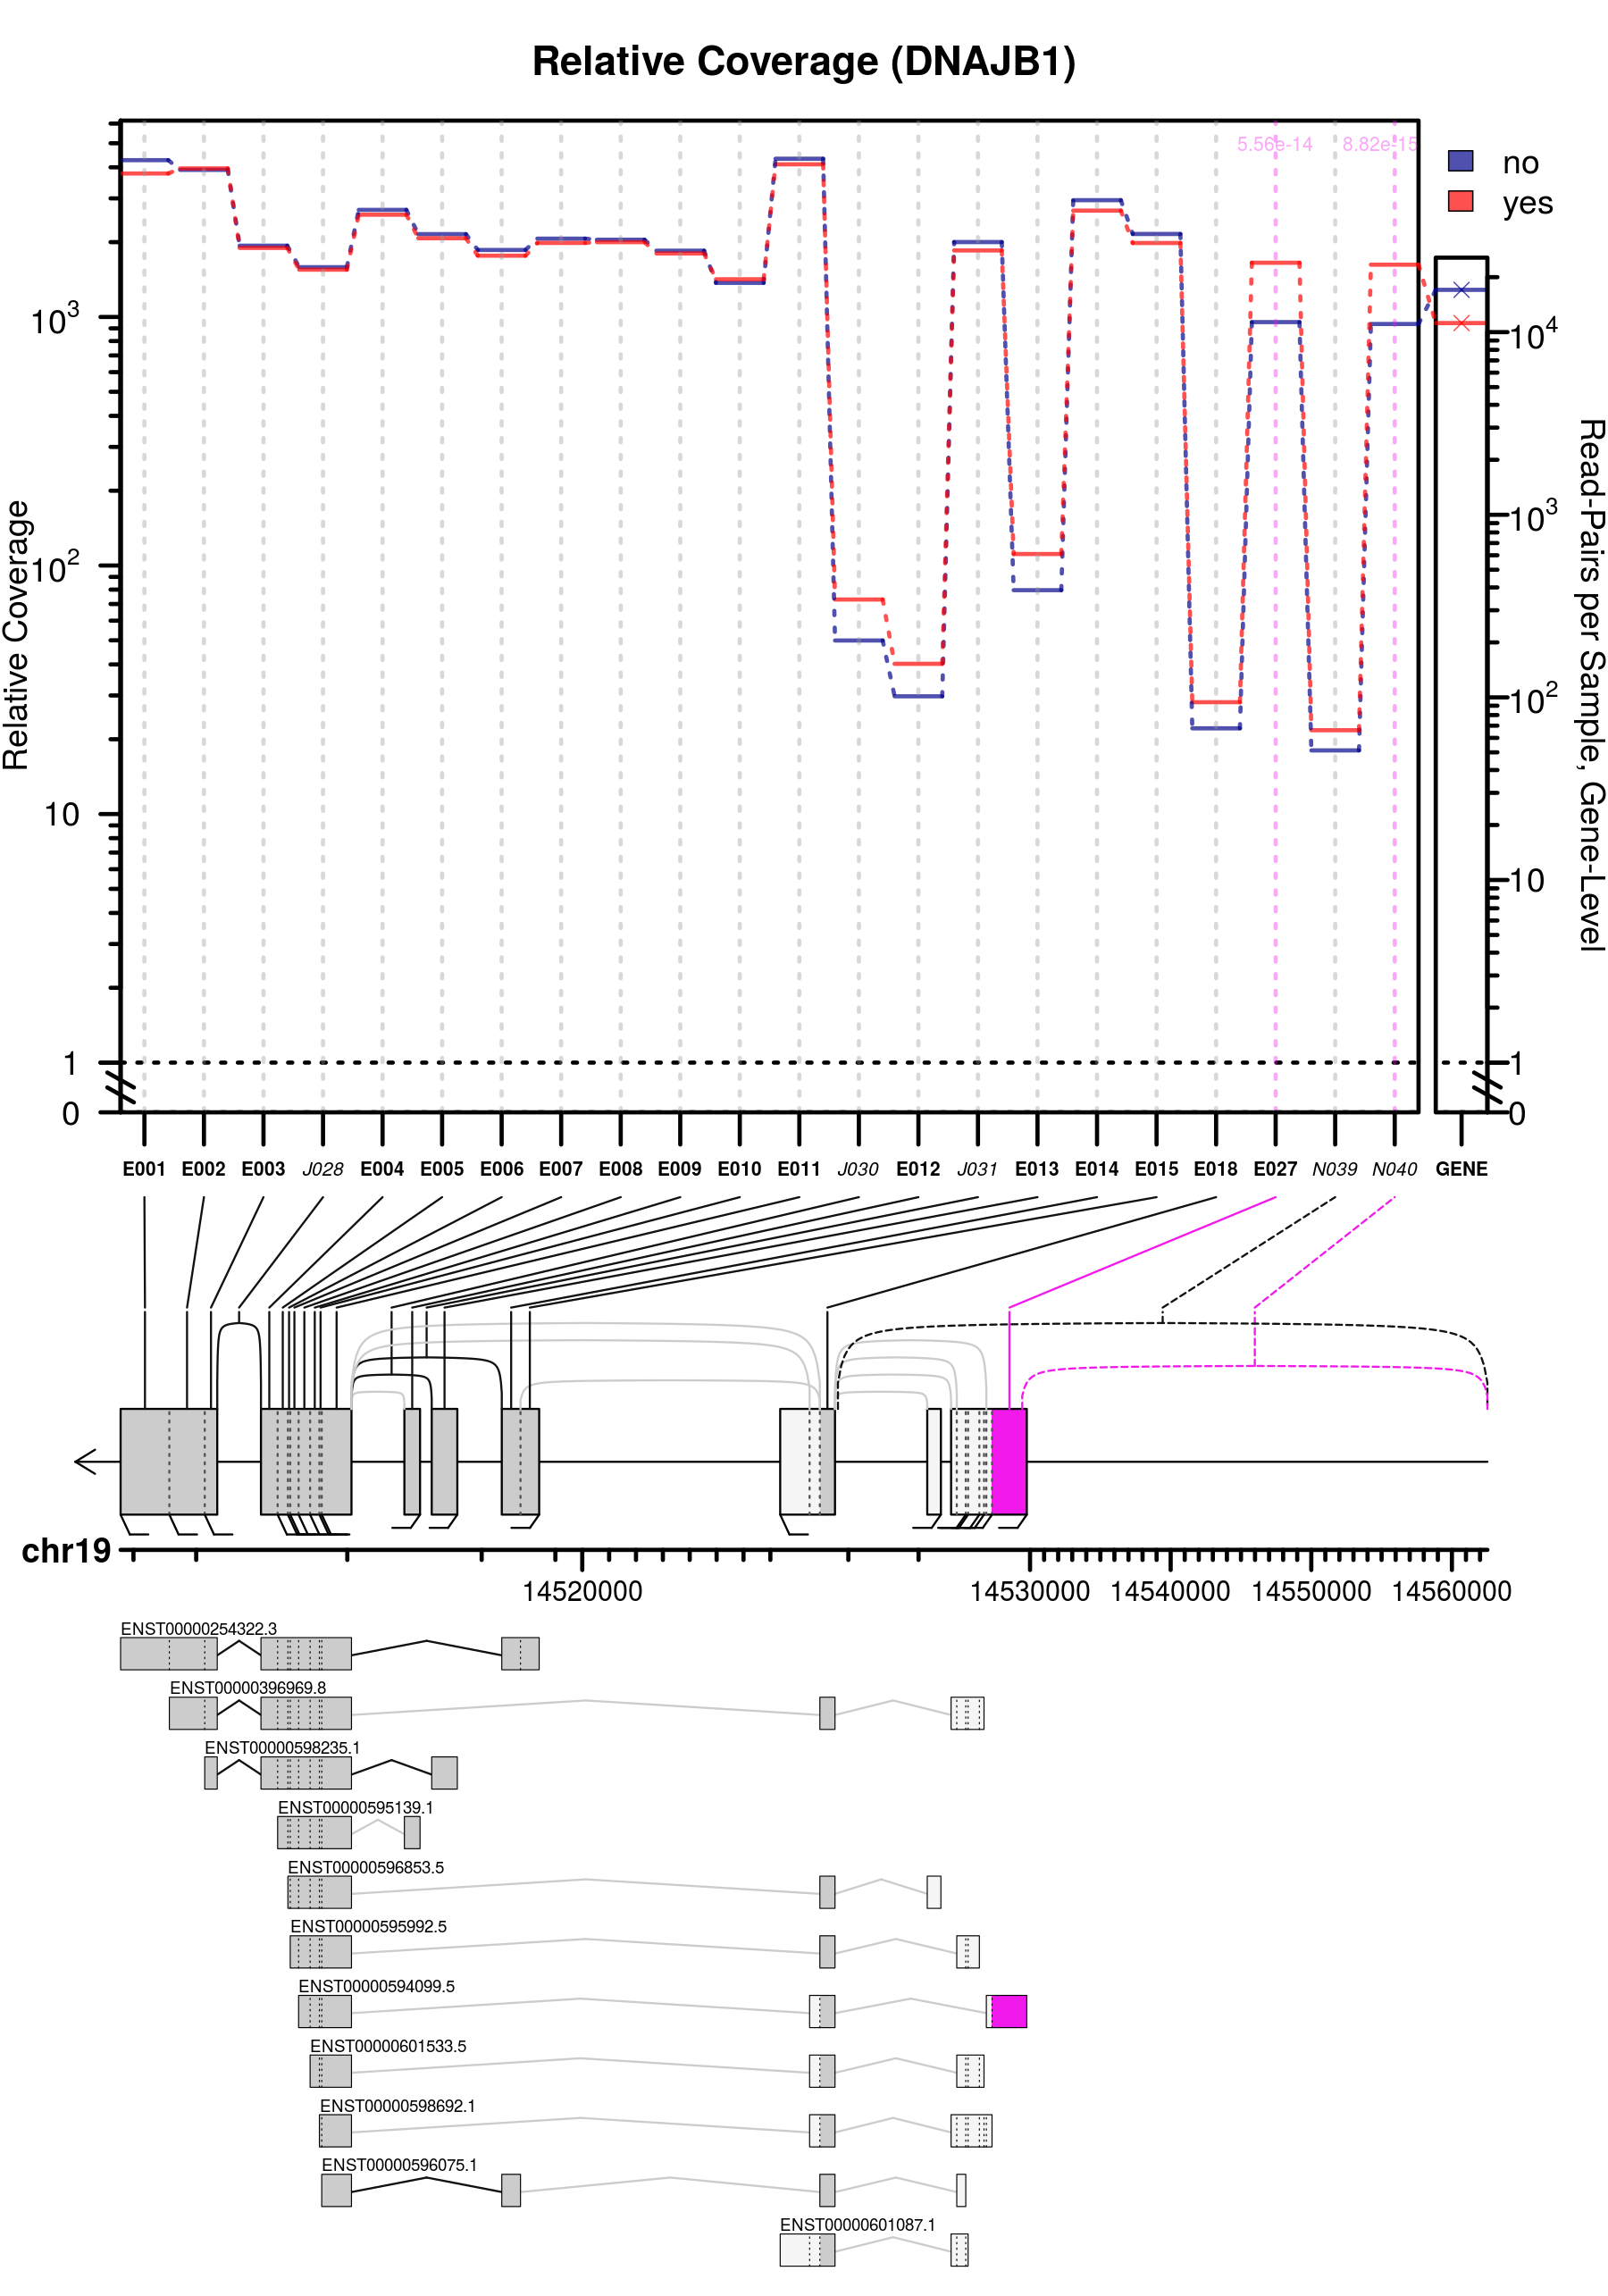 Relative Coverage (DNAJB1)
5.56e-14 8.82e-15
no
yes
Relative Coverage
10³
10²
10
1
0
10⁴
10³
10²
10
1
0
Read-Pairs per Sample, Gene-Level
E001 E002 E003 J028 E004 E005 E006 E007 E008 E009 E010 E011 J030 E012 J031 E013 E014 E015 E018 E027 N039 N040 GENE
chr19
14520000 14530000 14540000 14550000 14560000
ENST00000254322.3
ENST00000396969.8
ENST00000598235.1
ENST00000595139.1
ENST00000596853.5
ENST00000595992.5
ENST00000594099.5
ENST00000601533.5
ENST00000598692.1
ENST00000596075.1
ENST00000601087.1